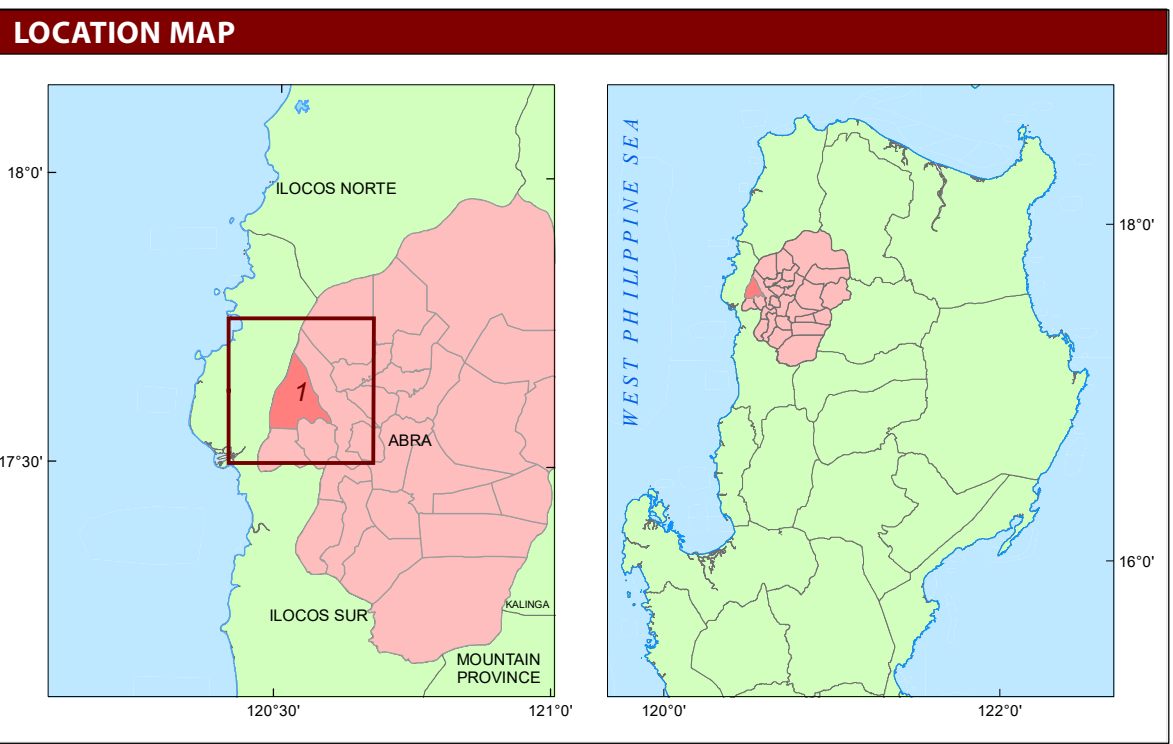 LOCATION MAP
18°0'
ILOCOS NORTE
1
ABRA
17°30'
ILOCOS SUR
KALINGA
MOUNTAIN
PROVINCE
120°30'
121°0'
WEST PHILIPPINE SEA
18°0'
16°0'
120°0'
122°0'